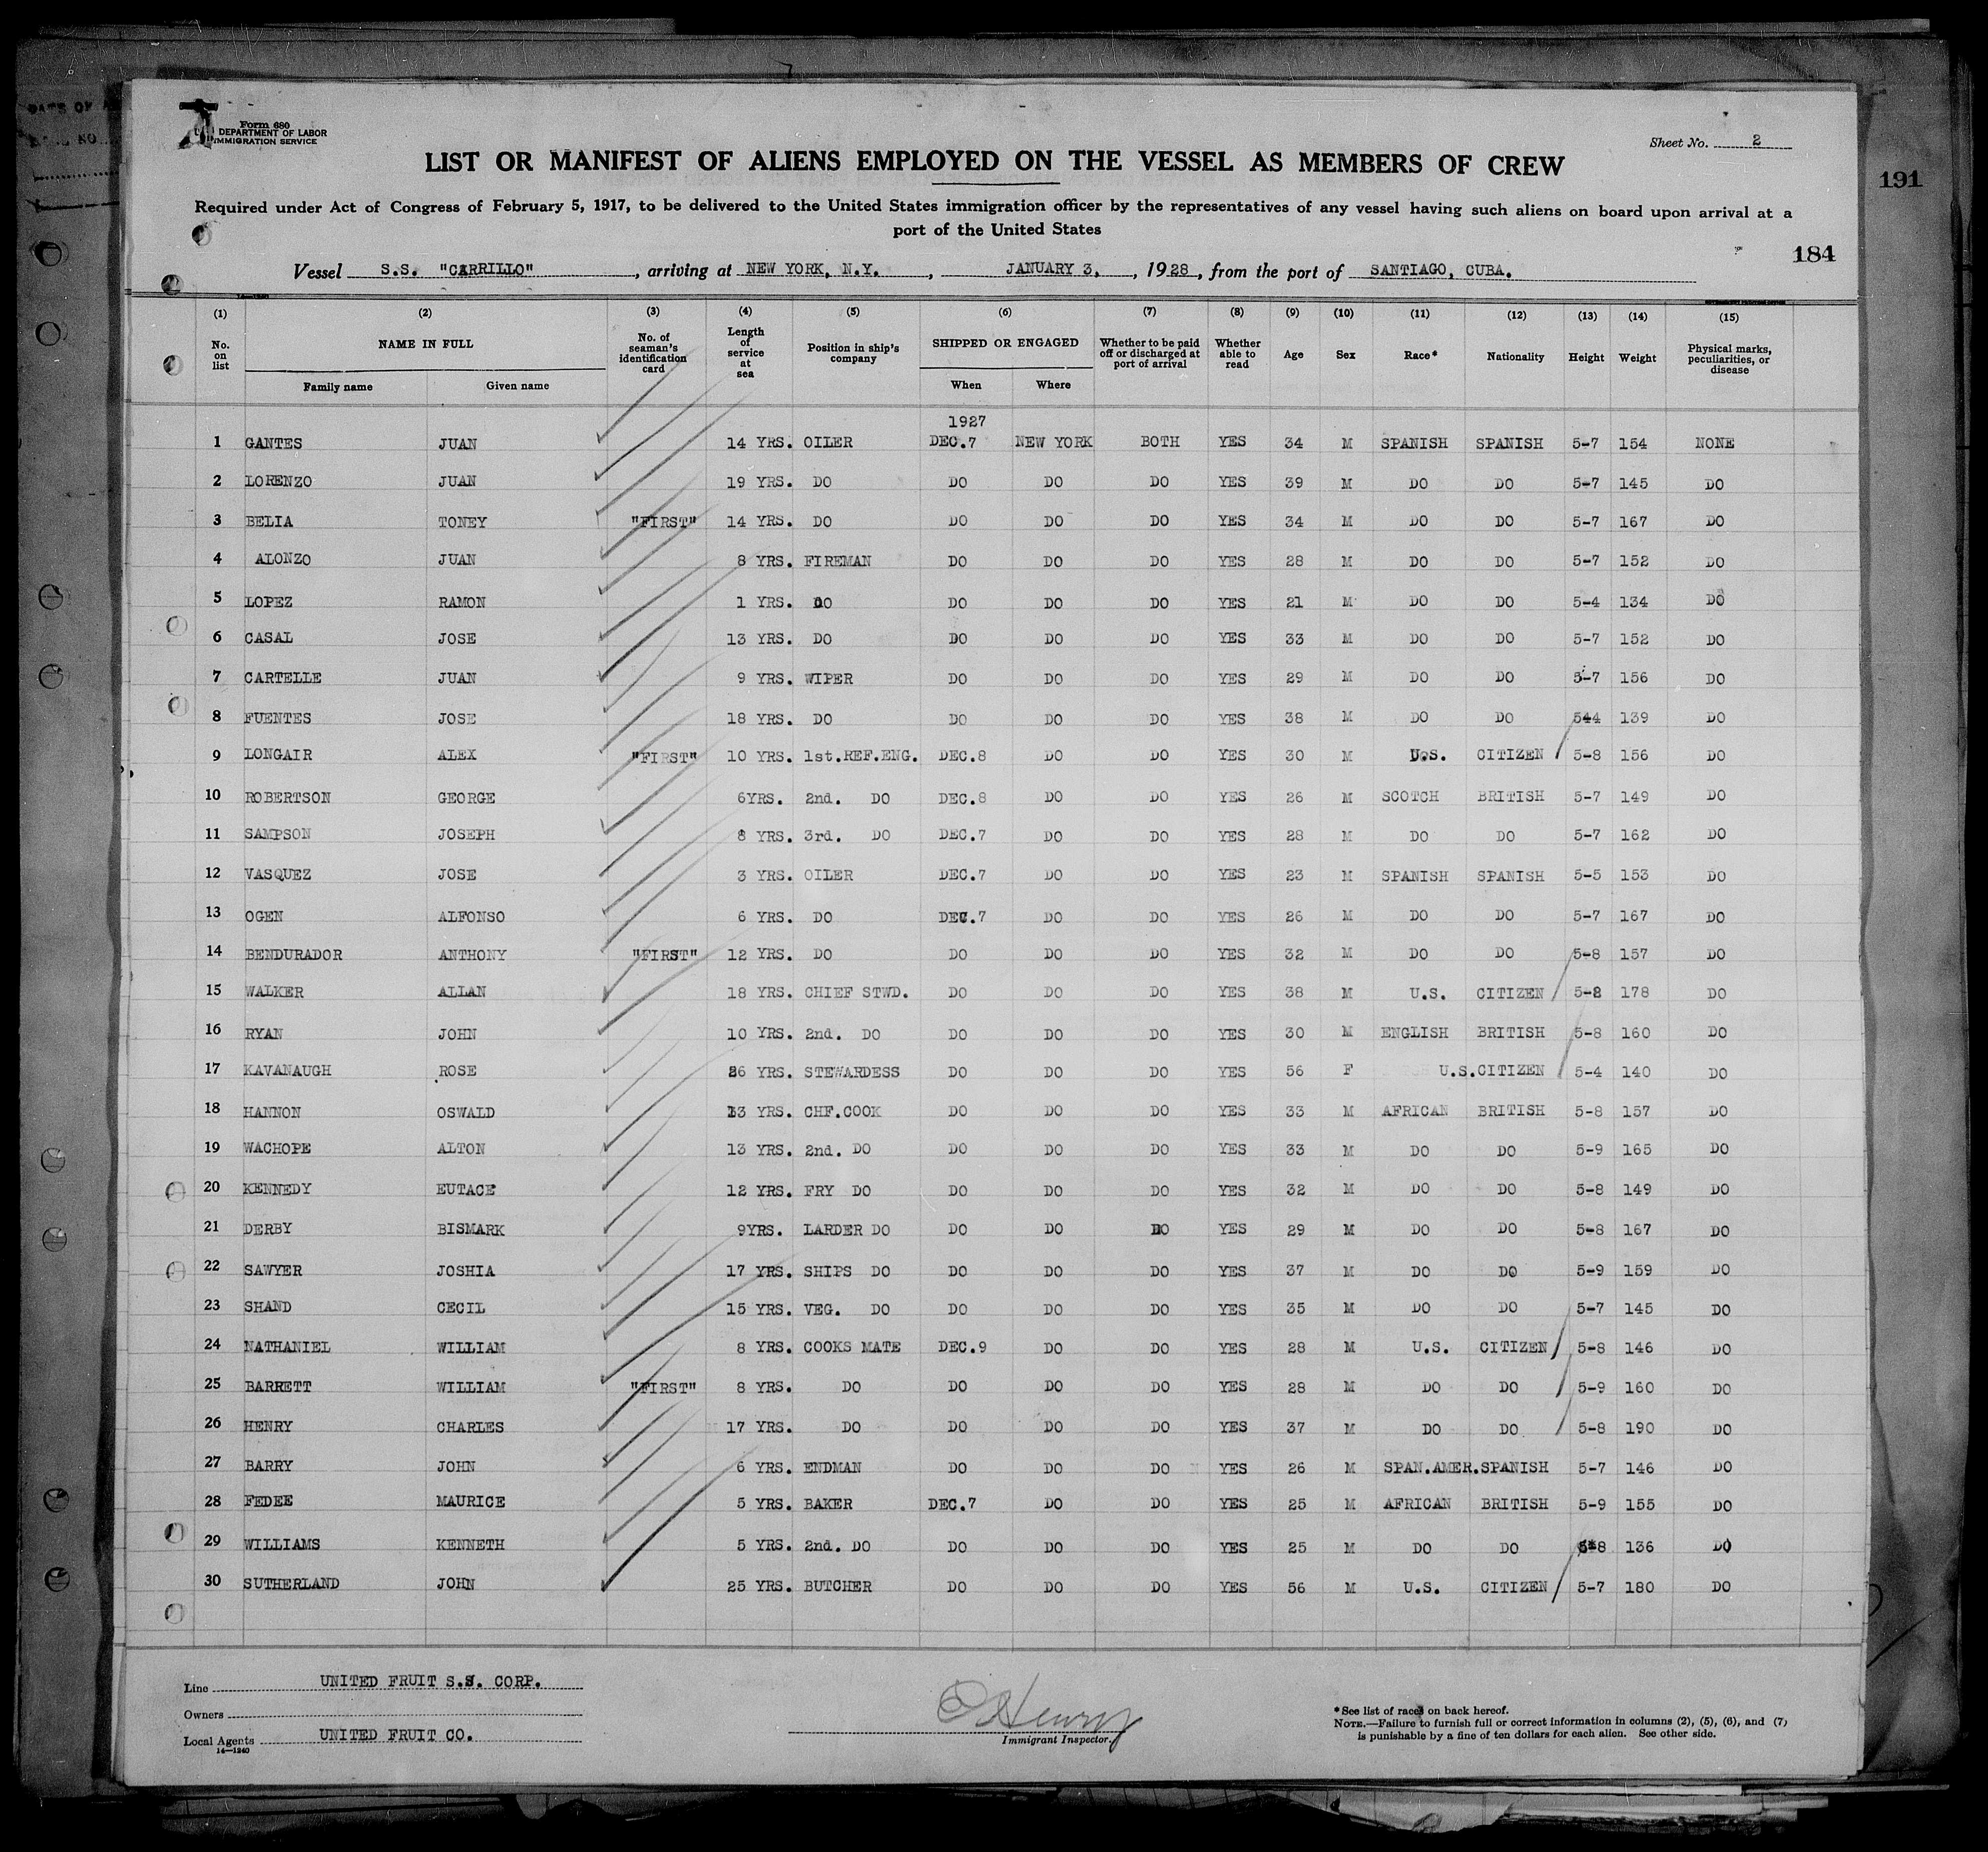 Form 680
U.S. DEPARTMENT OF LABOR
IMMIGRATION SERVICE
Sheet No. 2
LIST OR MANIFEST OF ALIENS EMPLOYED ON THE VESSEL AS MEMBERS OF CREW
191
Required under Act of Congress of February 5, 1917, to be delivered to the United States immigration officer by the representatives of any vessel having such aliens on board upon arrival at a
port of the United States
184
Vessel S.S. "CARRILLO", arriving at NEW YORK, N.Y., JANUARY 3, 1928, from the port of SANTIAGO, CUBA.
(1) (2) (3) (4) (5) (6) (7) (8) (9) (10) (11) (12) (13) (14) (15)
No. on list NAME IN FULL Family name Given name No. of seaman's identification card Length of service at sea Position in ship's company SHIPPED OR ENGAGED When Where Whether to be paid off or discharged at port of arrival Whether able to read Age Sex Race* Nationality Height Weight Physical marks, peculiarities, or disease
1927
1 GANTES JUAN 14 YRS. OILER DEC.7 NEW YORK BOTH YES 34 M SPANISH SPANISH 5-7 154 NONE
2 LORENZO JUAN 19 YRS. DO DO DO DO YES 39 M DO DO 5-7 145 DO
3 BELIA TONEY "FIRST" 14 YRS. DO DO DO DO YES 34 M DO DO 5-7 167 DO
4 ALONZO JUAN 8 YRS. FIREMAN DO DO DO YES 28 M DO DO 5-7 152 DO
5 LOPEZ RAMON 1 YRS. DO DO DO DO YES 21 M DO DO 5-4 134 DO
6 CASAL JOSE 13 YRS. DO DO DO DO YES 33 M DO DO 5-7 152 DO
7 CARTELLE JUAN 9 YRS. WIPER DO DO DO YES 29 M DO DO 5-7 156 DO
8 FUENTES JOSE 18 YRS. DO DO DO DO YES 38 M DO DO 544 139 DO
9 LONGAIR ALEX "FIRST" 10 YRS. 1st.REF.ENG. DEC.8 DO DO YES 30 M U.S. CITIZEN 5-8 156 DO
10 ROBERTSON GEORGE 6YRS. 2nd. DO DEC.8 DO DO YES 26 M SCOTCH BRITISH 5-7 149 DO
11 SAMPSON JOSEPH 8 YRS. 3rd. DO DEC.7 DO DO YES 28 M DO DO 5-7 162 DO
12 VASQUEZ JOSE 3 YRS. OILER DEC.7 DO DO YES 23 M SPANISH SPANISH 5-5 153 DO
13 OGEN ALFONSO 6 YRS. DO DEC.7 DO DO YES 26 M DO DO 5-7 167 DO
14 BENDURADOR ANTHONY "FIRST" 12 YRS. DO DO DO DO YES 32 M DO DO 5-8 157 DO
15 WALKER ALLAN 18 YRS. CHIEF STWD. DO DO DO YES 38 M U.S. CITIZEN 5-8 178 DO
16 RYAN JOHN 10 YRS. 2nd. DO DO DO DO YES 30 M ENGLISH BRITISH 5-8 160 DO
17 KAVANAUGH ROSE 26 YRS. STEWARDESS DO DO DO YES 56 F U.S.CITIZEN 5-4 140 DO
18 HANNON OSWALD 13 YRS. CHF.COOK DO DO DO YES 33 M AFRICAN BRITISH 5-8 157 DO
19 WACHOPE ALTON 13 YRS. 2nd. DO DO DO DO YES 33 M DO DO 5-9 165 DO
20 KENNEDY EUTACE 12 YRS. FRY DO DO DO DO YES 32 M DO DO 5-8 149 DO
21 DERBY BISMARK 9YRS. LARDER DO DO DO DO YES 29 M DO DO 5-8 167 DO
22 SAWYER JOSHIA 17 YRS. SHIPS DO DO DO DO YES 37 M DO DO 5-9 159 DO
23 SHAND CECIL 15 YRS. VEG. DO DO DO DO YES 35 M DO DO 5-7 145 DO
24 NATHANIEL WILLIAM 8 YRS. COOKS MATE DEC.9 DO DO YES 28 M U.S. CITIZEN 5-8 146 DO
25 BARRETT WILLIAM "FIRST" 8 YRS. DO DO DO DO YES 28 M DO DO 5-9 160 DO
26 HENRY CHARLES 17 YRS. DO DO DO DO YES 37 M DO DO 5-8 190 DO
27 BARRY JOHN 6 YRS. ENDMAN DO DO DO YES 26 M SPAN.AMER.SPANISH 5-7 146 DO
28 FEDEE MAURICE 5 YRS. BAKER DEC.7 DO DO YES 25 M AFRICAN BRITISH 5-9 155 DO
29 WILLIAMS KENNETH 5 YRS. 2nd. DO DO DO DO YES 25 M DO DO 5-8 136 DO
30 SUTHERLAND JOHN 25 YRS. BUTCHER DO DO DO YES 56 M U.S. CITIZEN 5-7 180 DO
Line UNITED FRUIT S.S. CORP.
Owners
Local Agents UNITED FRUIT CO.
14—1240
Henry
Immigrant Inspector.
*See list of races on back hereof.
NOTE.—Failure to furnish full or correct information in columns (2), (5), (6), and (7)
is punishable by a fine of ten dollars for each alien. See other side.